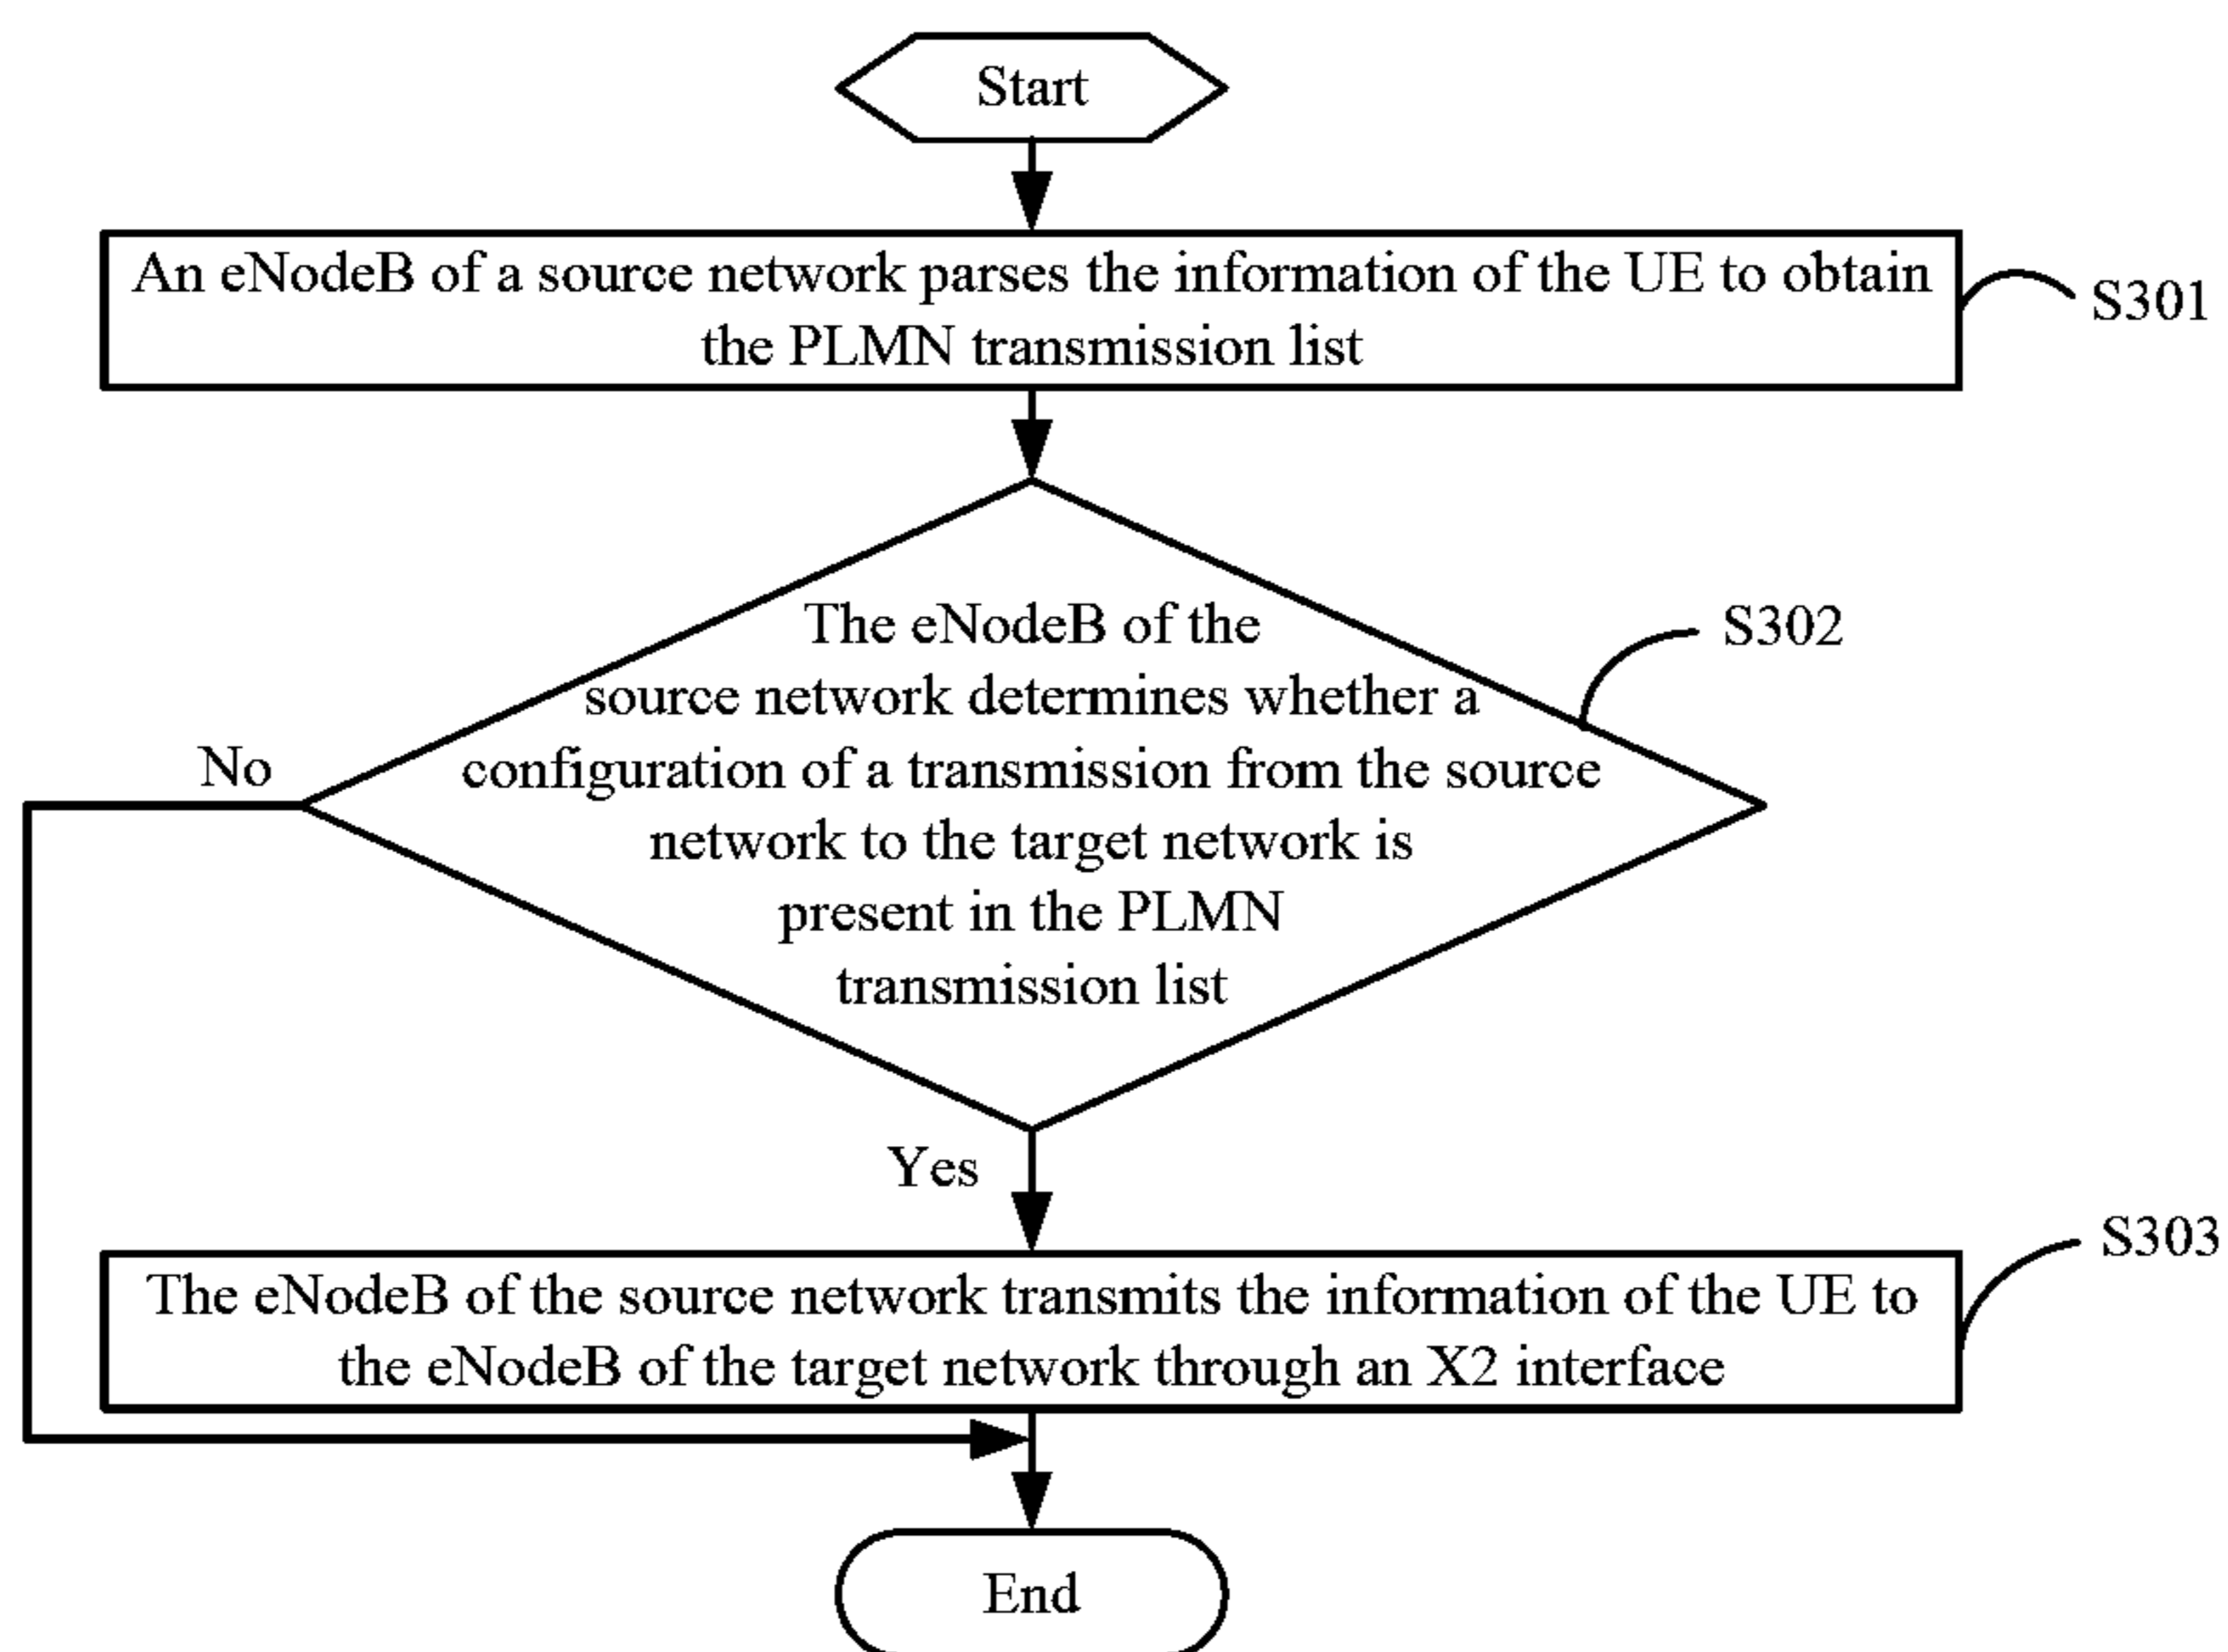 Start
An eNodeB of a source network parses the information of the UE to obtain
the PLMN transmission list
S301
The eNodeB of the
source network determines whether a
configuration of a transmission from the source
network to the target network is
present in the PLMN
transmission list
S302
No
Yes
The eNodeB of the source network transmits the information of the UE to
the eNodeB of the target network through an X2 interface
S303
End